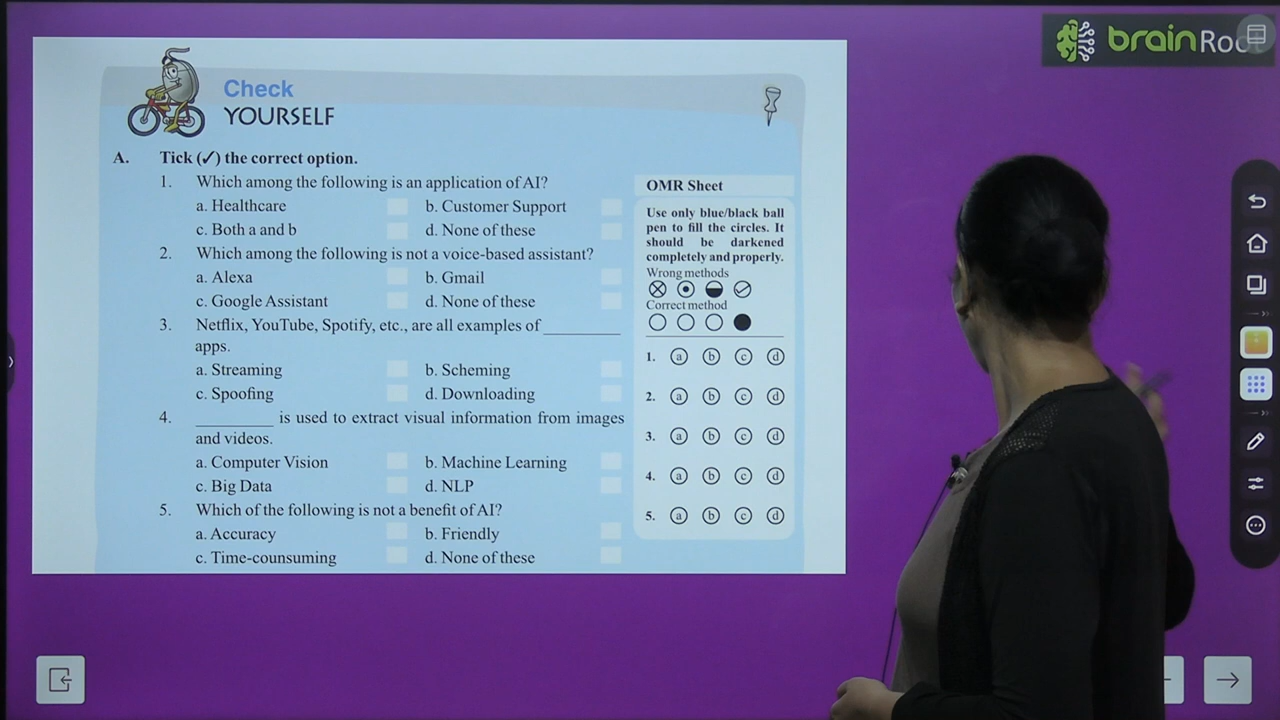 brainRoo
Check
YOURSELF
A. Tick (✓) the correct option.
1. Which among the following is an application of AI?
a. Healthcare b. Customer Support
c. Both a and b d. None of these
2. Which among the following is not a voice-based assistant?
a. Alexa b. Gmail
c. Google Assistant d. None of these
3. Netflix, YouTube, Spotify, etc., are all examples of ________
apps.
a. Streaming b. Scheming
c. Spoofing d. Downloading
4. ________ is used to extract visual information from images
and videos.
a. Computer Vision b. Machine Learning
c. Big Data d. NLP
5. Which of the following is not a benefit of AI?
a. Accuracy b. Friendly
c. Time-counsuming d. None of these
OMR Sheet
Use only blue/black ball
pen to fill the circles. It
should be darkened
completely and properly.
Wrong methods
Correct method
1. a b c d
2. a b c d
3. a b c d
4. a b c d
5. a b c d